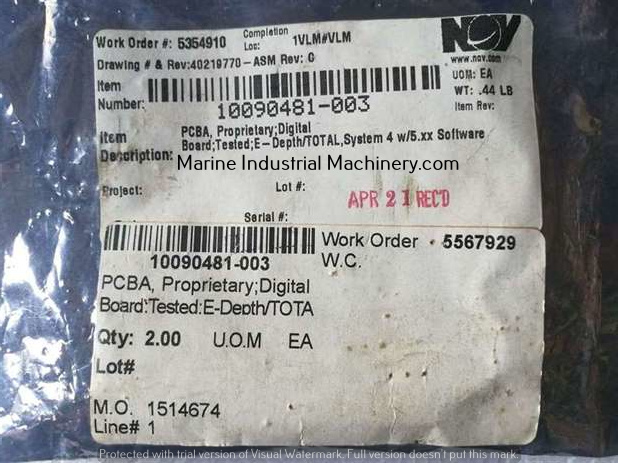 Work Order #: 5354910 Completion Loc: 1VLM#VLM
NOV
www.nov.com
Drawing # & Rev:40219770-ASM Rev: G
UOM: EA
Item Number: 10090481-003
WT: .44 LB
Item Rev:
Item Description: PCBA, Proprietary;Digital
Board;Tested;E-Depth/TOTAL,System 4 w/5.xx Software
Marine Industrial Machinery.com
Project: Lot #:
APR 21 REC'D
Serial #:
10090481-003
Work Order 5567929
W.C.
PCBA, Proprietary;Digital
Board;Tested;E-Depth/TOTA
Qty: 2.00 U.O.M EA
Lot#
M.O. 1514674
Line# 1
Protected with trial version of Visual Watermark. Full version doesn't put this mark.